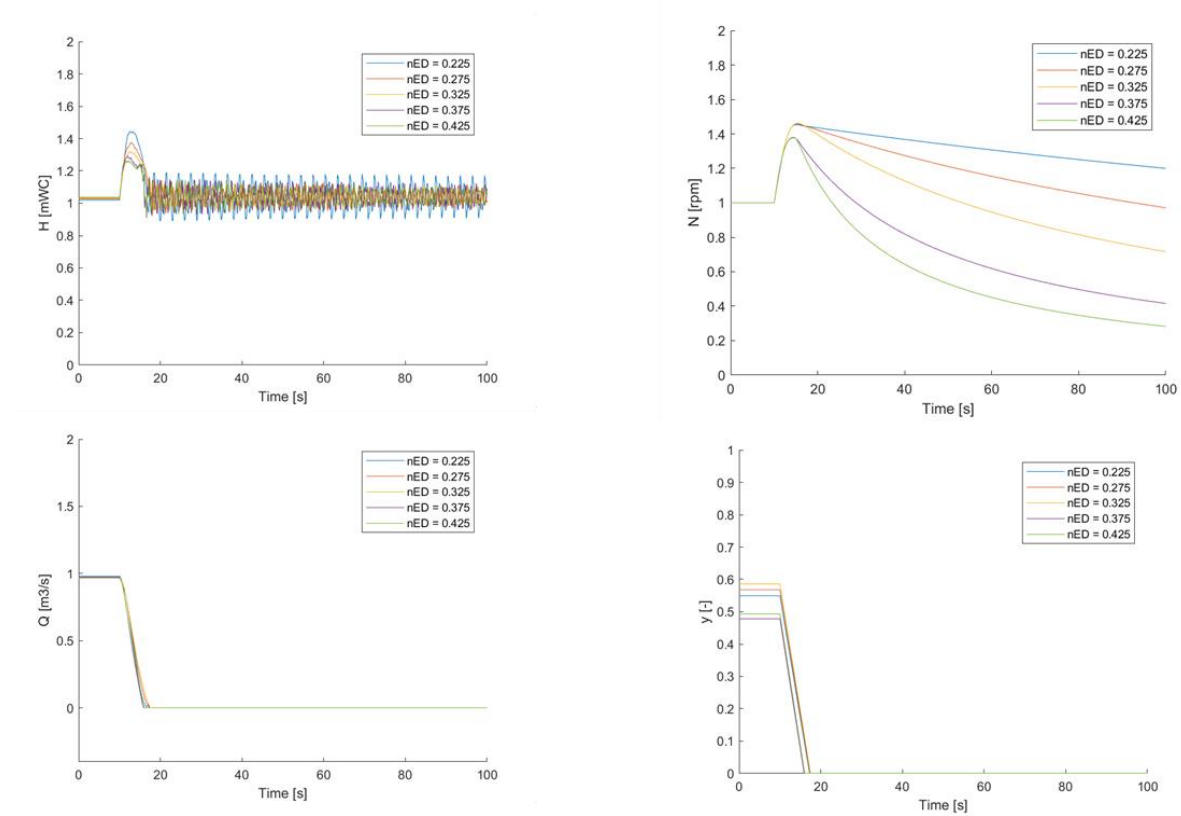 2
1.8
1.6
1.4
1.2
1
0.8
0.6
0.4
0.2
0
H [mWC]
nED = 0.225
nED = 0.275
nED = 0.325
nED = 0.375
nED = 0.425
0 20 40 60 80 100
Time [s]
2
1.8
1.6
1.4
1.2
1
0.8
0.6
0.4
0.2
0
N [rpm]
nED = 0.225
nED = 0.275
nED = 0.325
nED = 0.375
nED = 0.425
0 20 40 60 80 100
Time [s]
2
1.5
1
0.5
0
Q [m3/s]
nED = 0.225
nED = 0.275
nED = 0.325
nED = 0.375
nED = 0.425
0 20 40 60 80 100
Time [s]
1
0.9
0.8
0.7
0.6
0.5
0.4
0.3
0.2
0.1
0
y [-]
nED = 0.225
nED = 0.275
nED = 0.325
nED = 0.375
nED = 0.425
0 20 40 60 80 100
Time [s]